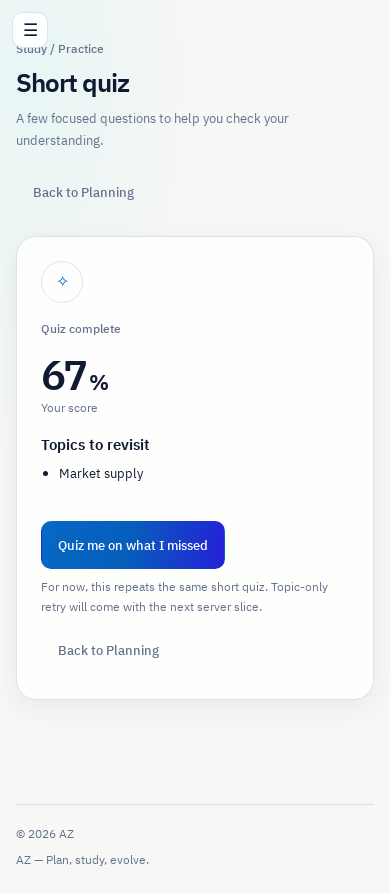 Study / Practice
Short quiz
A few focused questions to help you check your
understanding.
Back to Planning
Quiz complete
67%
Your score
Topics to revisit
• Market supply
Quiz me on what I missed
For now, this repeats the same short quiz. Topic-only
retry will come with the next server slice.
Back to Planning
© 2026 AZ
AZ — Plan, study, evolve.